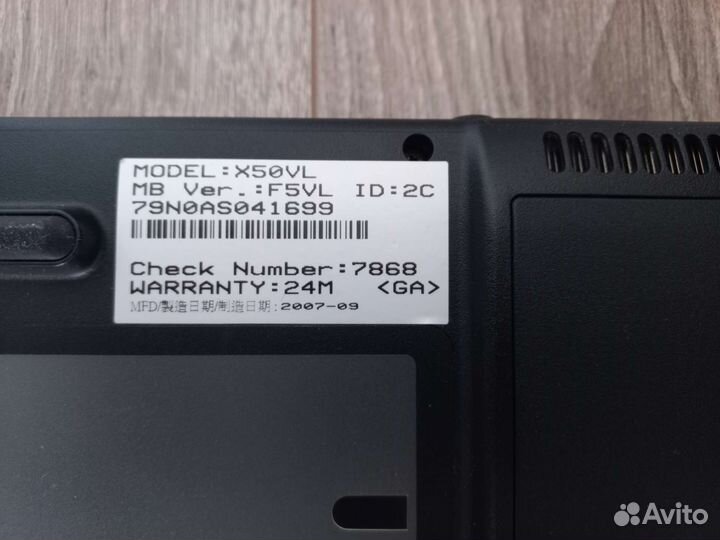 MODEL:X50VL
MB Ver.:F5VL ID:2C
79N0AS041699
Check Number:7868
WARRANTY:24M <GA>
MFD/製造日期/制造日期:2007-09
Avito